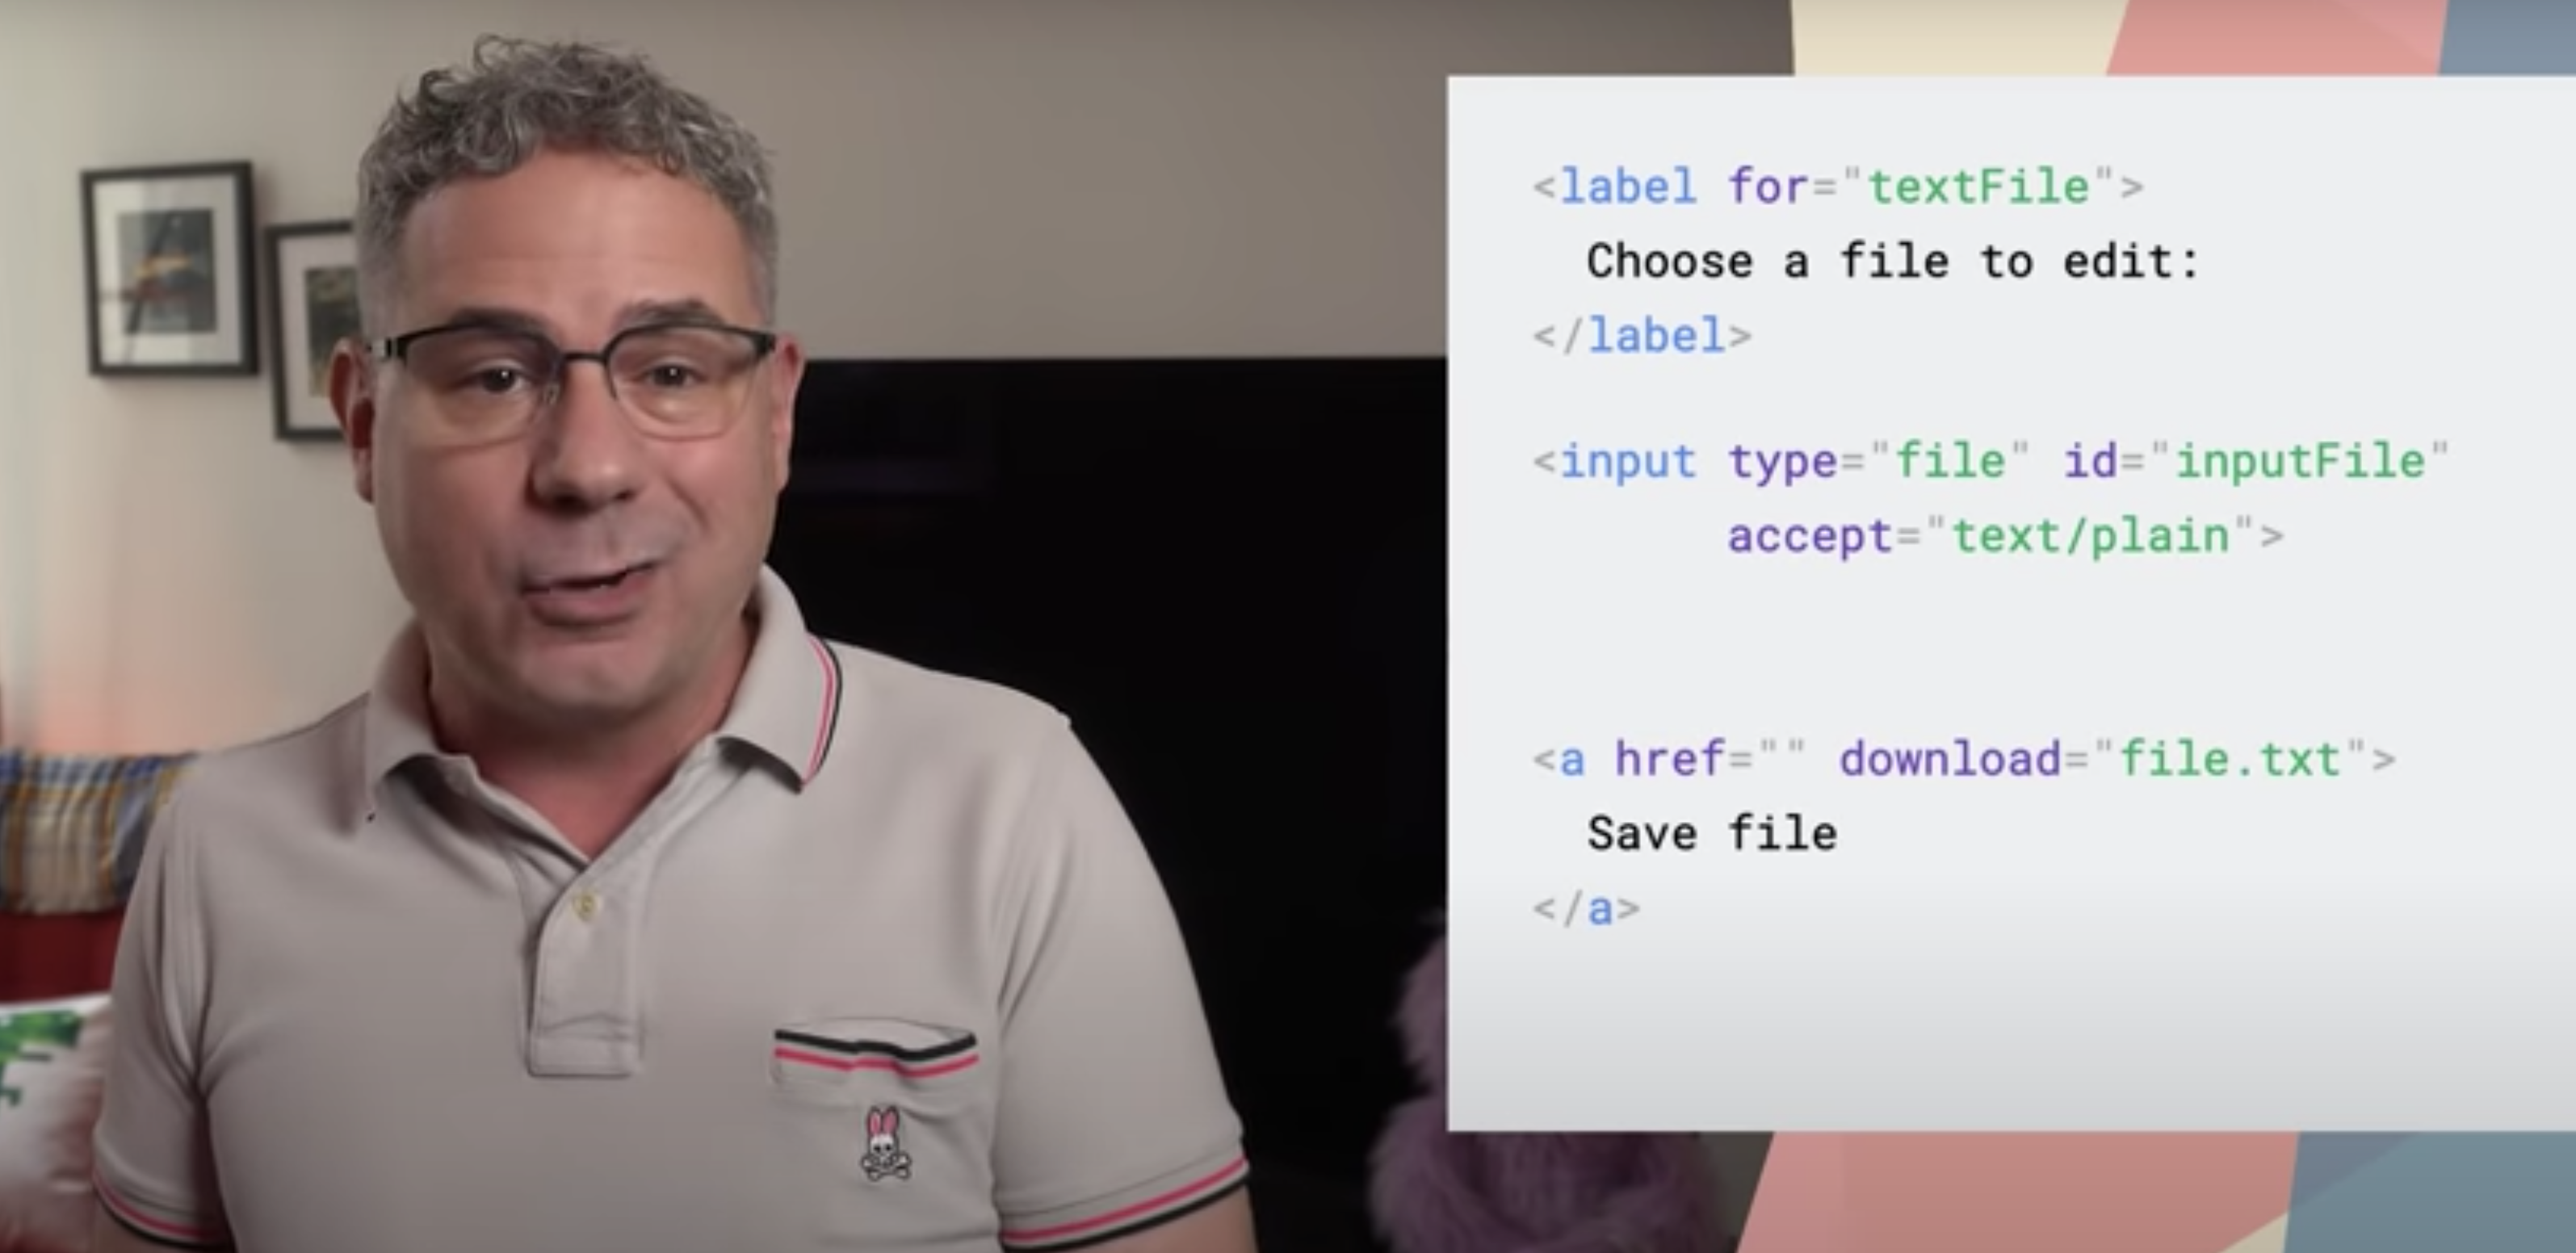 <label for="textFile">
Choose a file to edit:
</label>
<input type="file" id="inputFile"
accept="text/plain">
<a href="" download="file.txt">
Save file
</a>